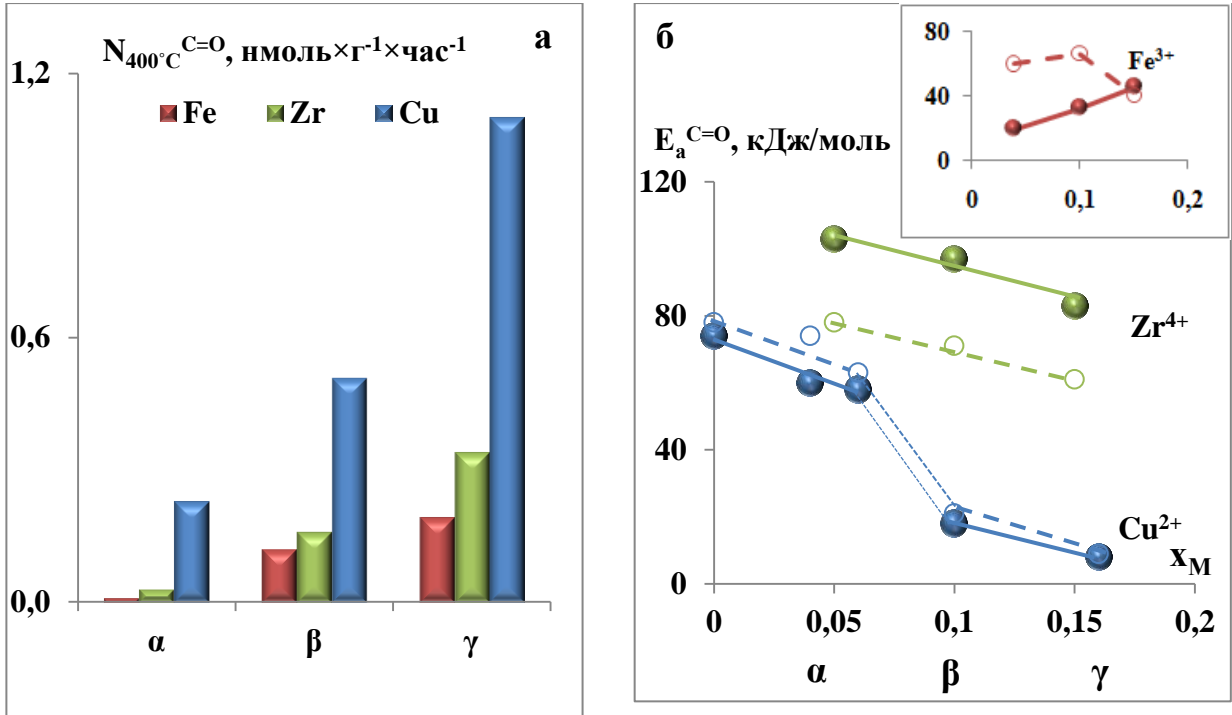 N400°C C=O, нмоль×г-1×час-1 а
1,2
Fe Zr Cu
0,6
0,0
α β γ
б
80
Fe3+
40
0
0 0,1 0,2
EaC=O, кДж/моль
120
80
Zr4+
40
Cu2+
xM
0
0 0,05 0,1 0,15 0,2
α β γ